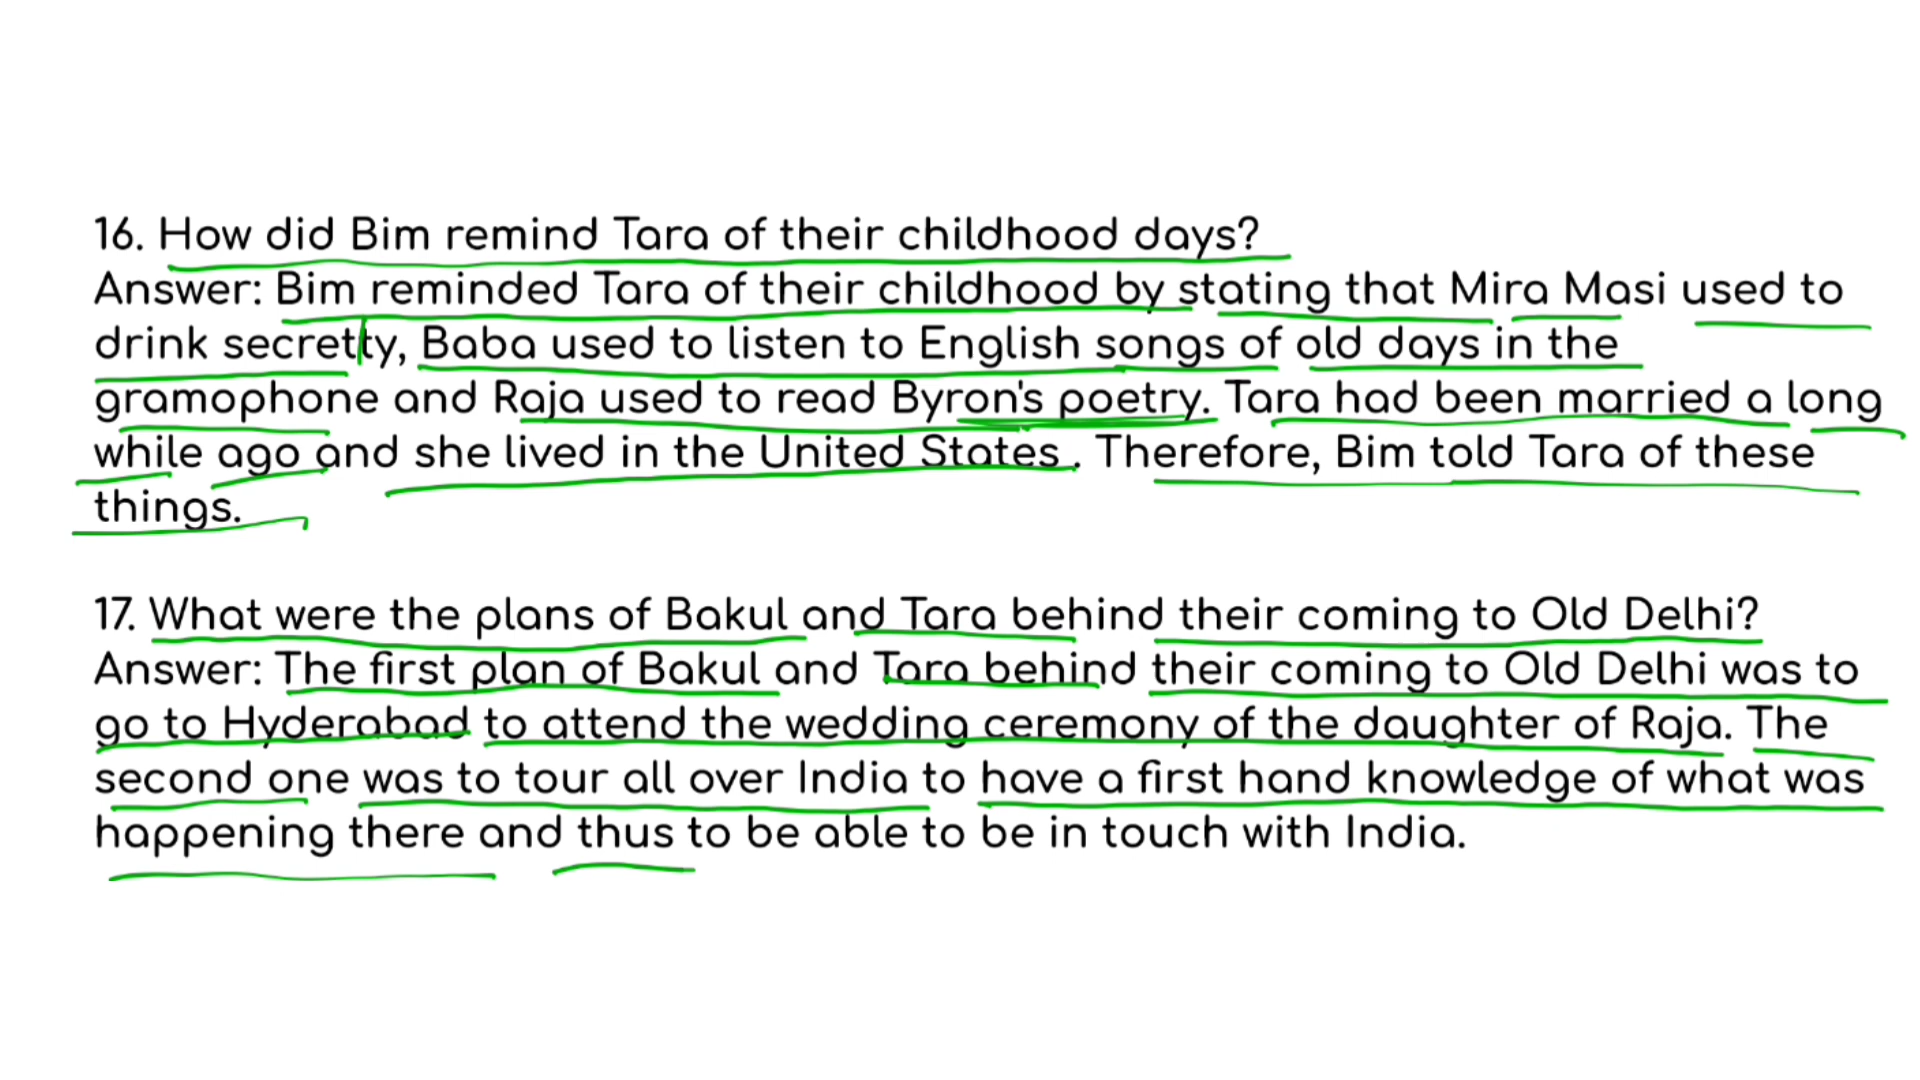 16. How did Bim remind Tara of their childhood days?
Answer: Bim reminded Tara of their childhood by stating that Mira Masi used to
drink secretty, Baba used to listen to English songs of old days in the
gramophone and Raja used to read Byron's poetry. Tara had been married a long
while ago and she lived in the United States . Therefore, Bim told Tara of these
things.
17. What were the plans of Bakul and Tara behind their coming to Old Delhi?
Answer: The first plan of Bakul and Tara behind their coming to Old Delhi was to
go to Hyderabad to attend the wedding ceremony of the daughter of Raja. The
second one was to tour all over India to have a first hand knowledge of what was
happening there and thus to be able to be in touch with India.